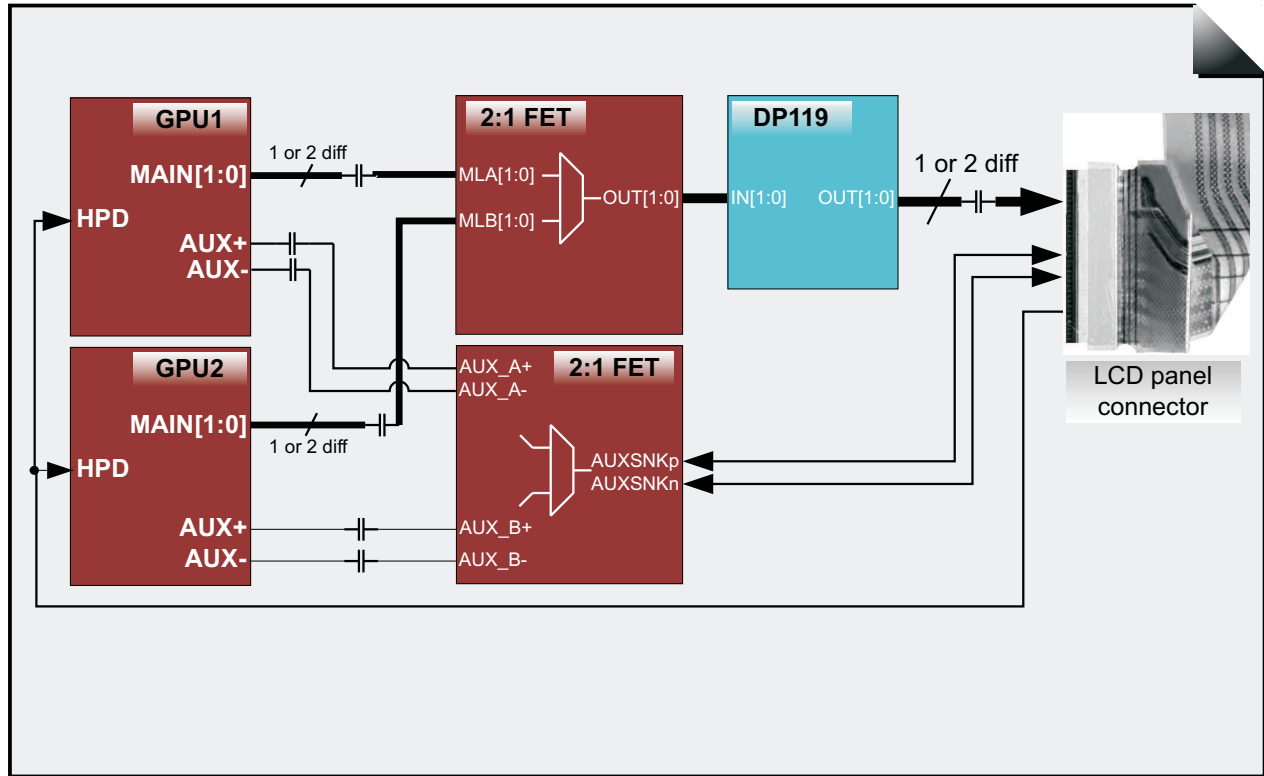 GPU1
MAIN[1:0]
HPD
AUX+
AUX-
1 or 2 diff
2:1 FET
MLA[1:0]
MLB[1:0]
OUT[1:0]
DP119
IN[1:0]
OUT[1:0]
1 or 2 diff
LCD panel
connector
GPU2
MAIN[1:0]
HPD
AUX+
AUX-
1 or 2 diff
2:1 FET
AUX_A+
AUX_A-
AUXSNKp
AUXSNKn
AUX_B+
AUX_B-